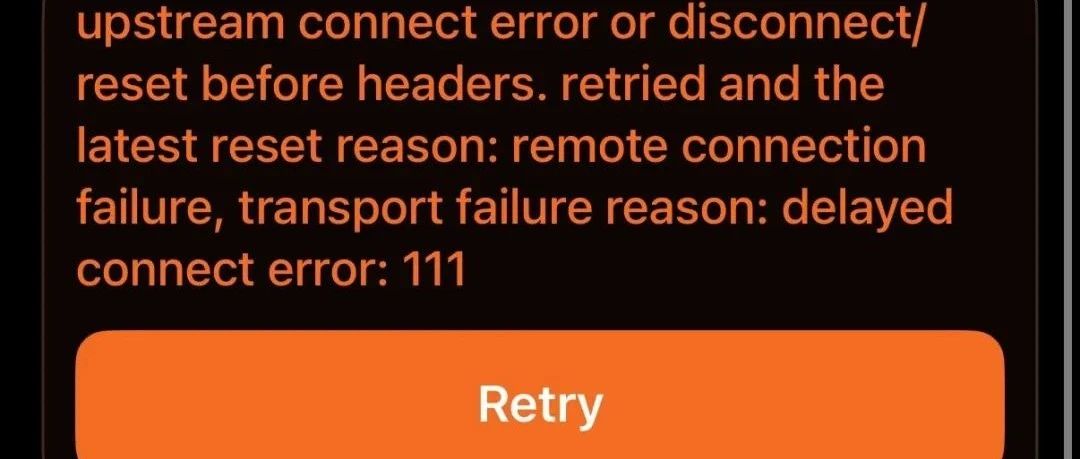 upstream connect error or disconnect/
reset before headers. retried and the
latest reset reason: remote connection
failure, transport failure reason: delayed
connect error: 111
Retry